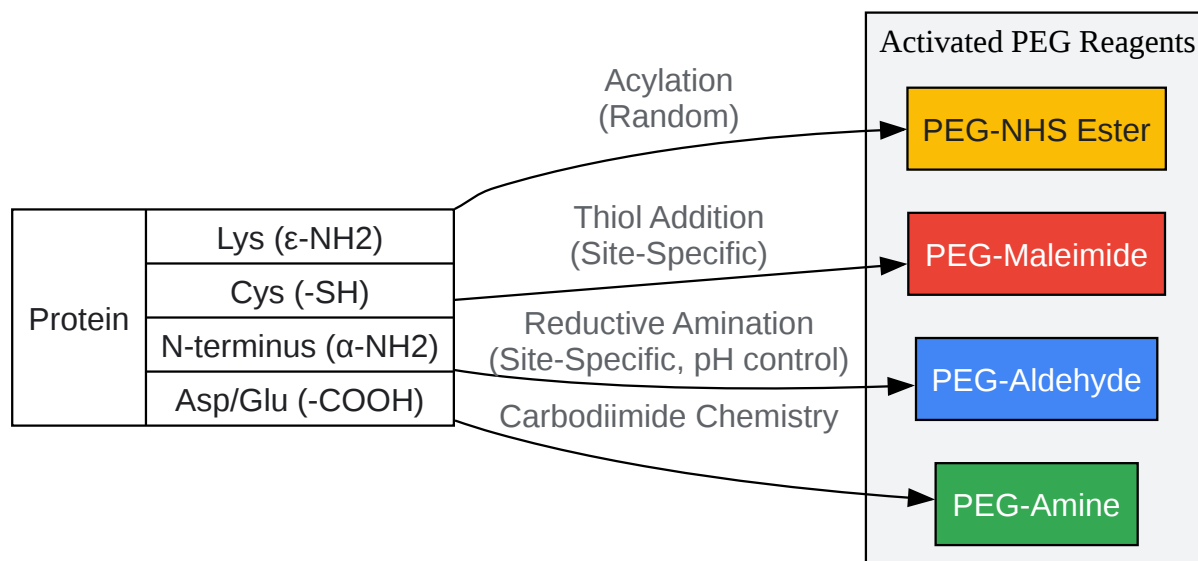 Activated PEG Reagents
Acylation
(Random)
PEG-NHS Ester
Lys (ε-NH2)
Thiol Addition
(Site-Specific)
PEG-Maleimide
Cys (-SH)
Protein
N-terminus (α-NH2)
Reductive Amination
(Site-Specific, pH control)
PEG-Aldehyde
Asp/Glu (-COOH)
Carbodiimide Chemistry
PEG-Amine